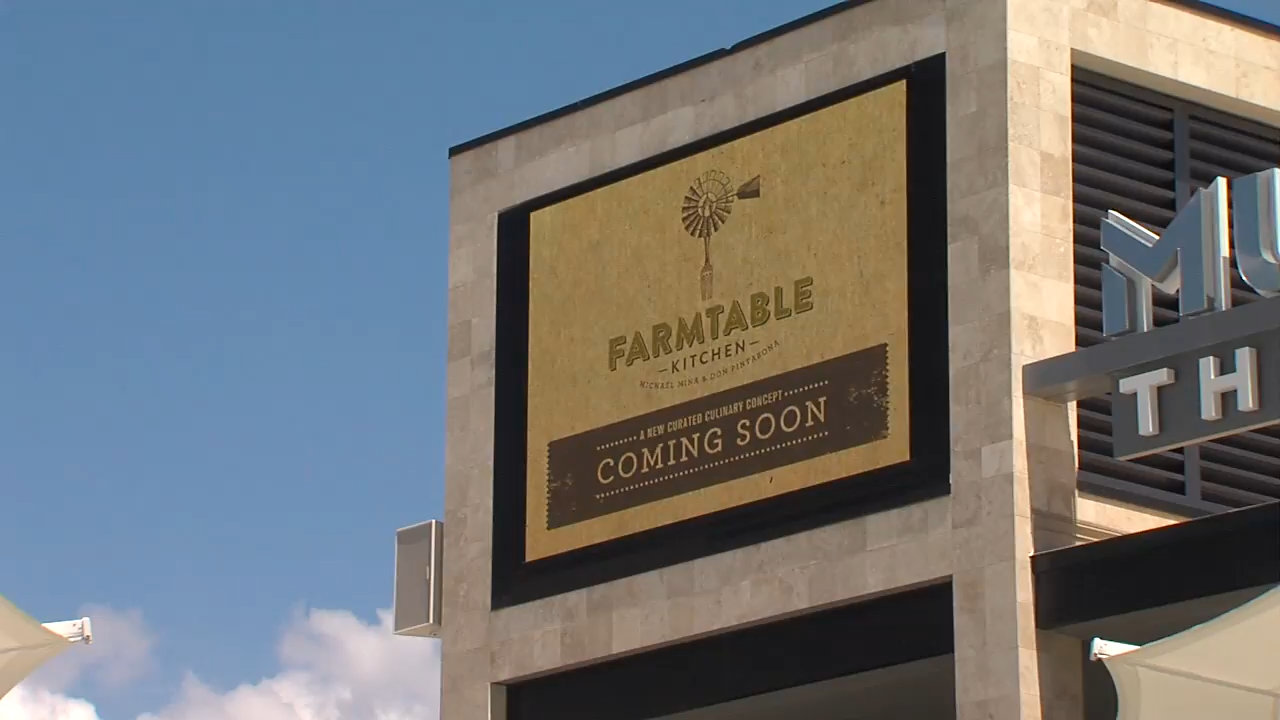 FARMTABLE
–KITCHEN–
MICHAEL MINA & DON PINTABONA
A NEW CURATED CULINARY CONCEPT
COMING SOON
MU
TH